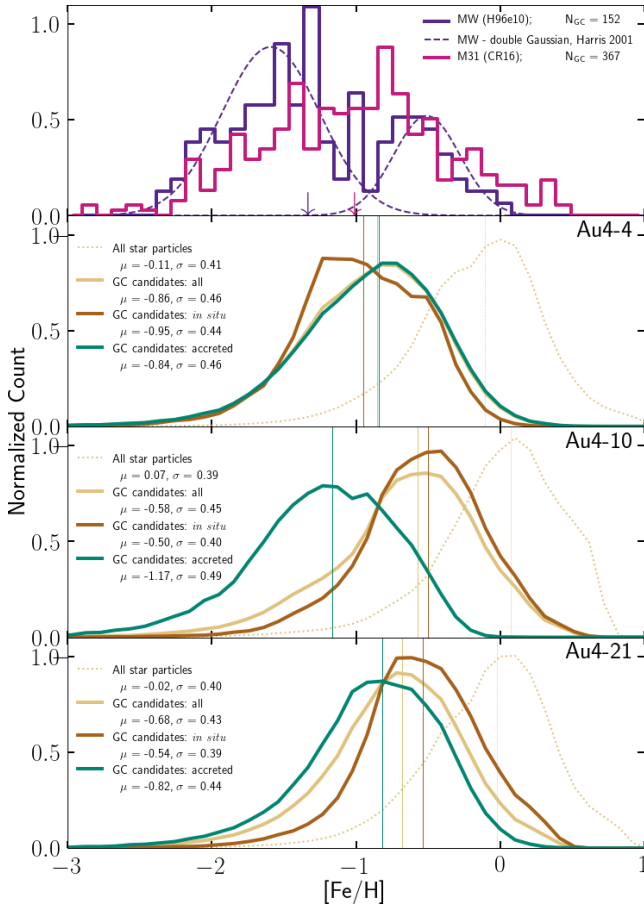 1.0
0.5
0.0
MW (H96e10); N_GC = 152
MW - double Gaussian, Harris 2001
M31 (CR16); N_GC = 367
Normalized Count
Au4-4
1.0
0.5
0.0
All star particles
μ = -0.11, σ = 0.41
GC candidates: all
μ = -0.86, σ = 0.46
GC candidates: in situ
μ = -0.95, σ = 0.44
GC candidates: accreted
μ = -0.84, σ = 0.46
Au4-10
1.0
0.5
0.0
All star particles
μ = 0.07, σ = 0.39
GC candidates: all
μ = -0.58, σ = 0.45
GC candidates: in situ
μ = -0.50, σ = 0.40
GC candidates: accreted
μ = -1.17, σ = 0.49
Au4-21
1.0
0.5
0.0
All star particles
μ = -0.02, σ = 0.40
GC candidates: all
μ = -0.68, σ = 0.43
GC candidates: in situ
μ = -0.54, σ = 0.39
GC candidates: accreted
μ = -0.82, σ = 0.44
−3 −2 −1 0 1
[Fe/H]